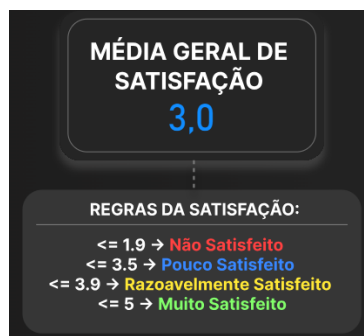 MÉDIA GERAL DE
SATISFAÇÃO
3,0
REGRAS DA SATISFAÇÃO:
<= 1.9 → Não Satisfeito
<= 3.5 → Pouco Satisfeito
<= 3.9 → Razoavelmente Satisfeito
<= 5 → Muito Satisfeito